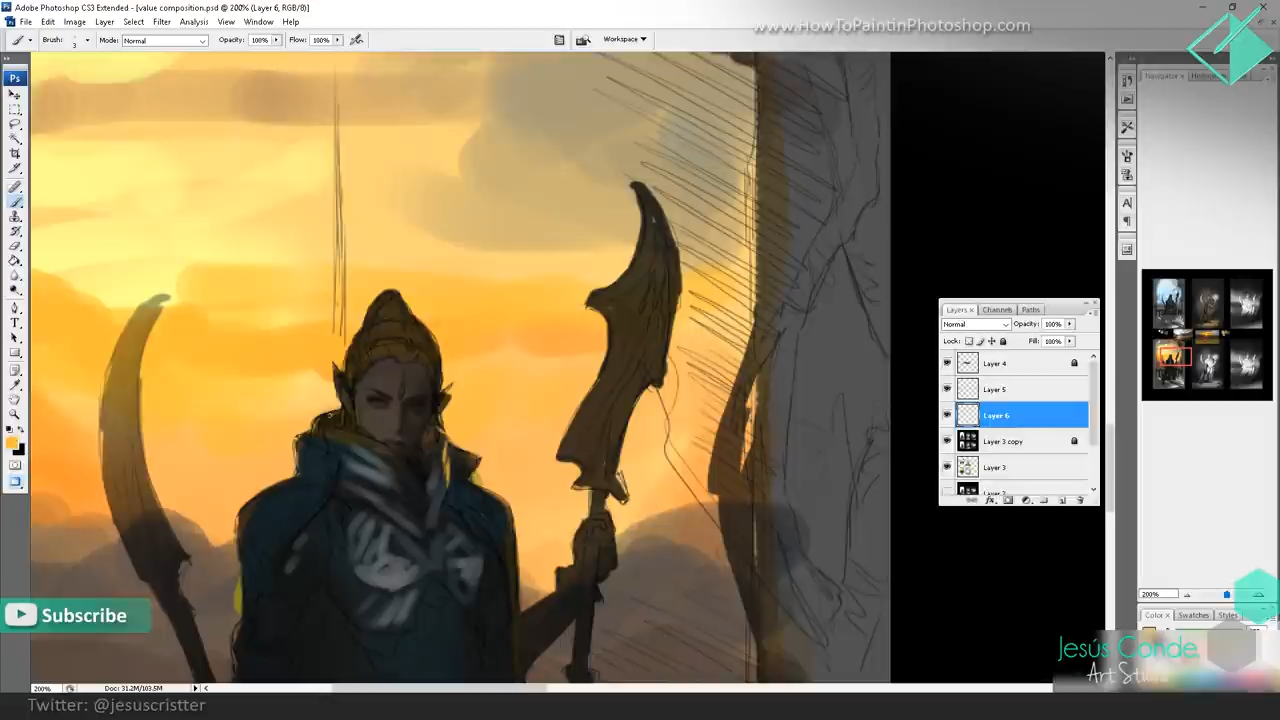 Adobe Photoshop CS3 Extended - [value composition.psd @ 200% (Layer 6, RGB/8)]
File Edit Image Layer Select Filter Analysis View Window Help
www.HowToPaintinPhotoshop.com
Brush: 3 Mode: Normal Opacity: 100% Flow: 100% Workspace
Ps
Navigator
Layers Channels Paths
Normal Opacity: 100%
Lock: Fill: 100%
Layer 4
Layer 5
Layer 6
Layer 3 copy
Layer 3
200%
Color Swatches Styles
Subscribe
Jesús Conde
200% Doc: 31.2M/103.5M
Twitter: @jesuscristter